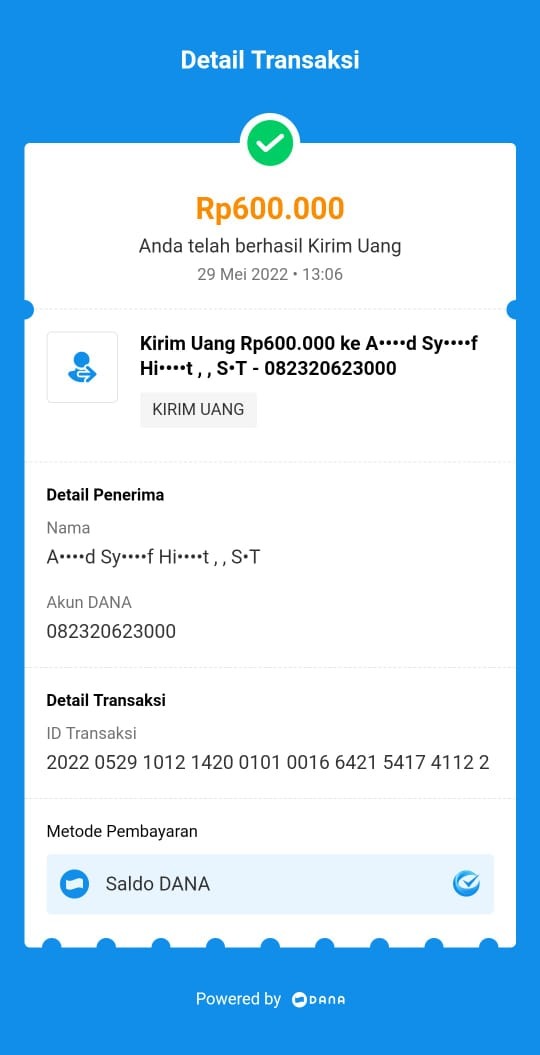 Detail Transaksi
Rp600.000
Anda telah berhasil Kirim Uang
29 Mei 2022 • 13:06
Kirim Uang Rp600.000 ke A••••d Sy••••f
Hi••••t , , S•T - 082320623000
KIRIM UANG
Detail Penerima
Nama
A••••d Sy••••f Hi••••t , , S•T
Akun DANA
082320623000
Detail Transaksi
ID Transaksi
2022 0529 1012 1420 0101 0016 6421 5417 4112 2
Metode Pembayaran
Saldo DANA
Powered by DANA